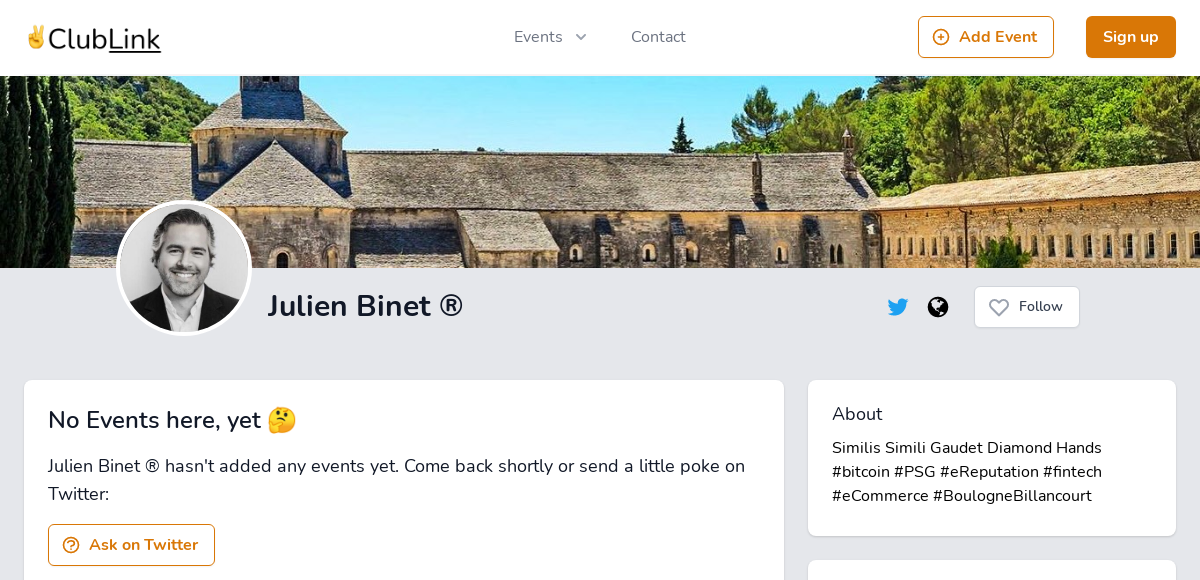 ✌️ClubLink
Events
Contact
Add Event
Sign up
Julien Binet ®
Follow
No Events here, yet 🤔
Julien Binet ® hasn't added any events yet. Come back shortly or send a little poke on
Twitter:
Ask on Twitter
About
Similis Simili Gaudet Diamond Hands
#bitcoin #PSG #eReputation #fintech
#eCommerce #BoulogneBillancourt